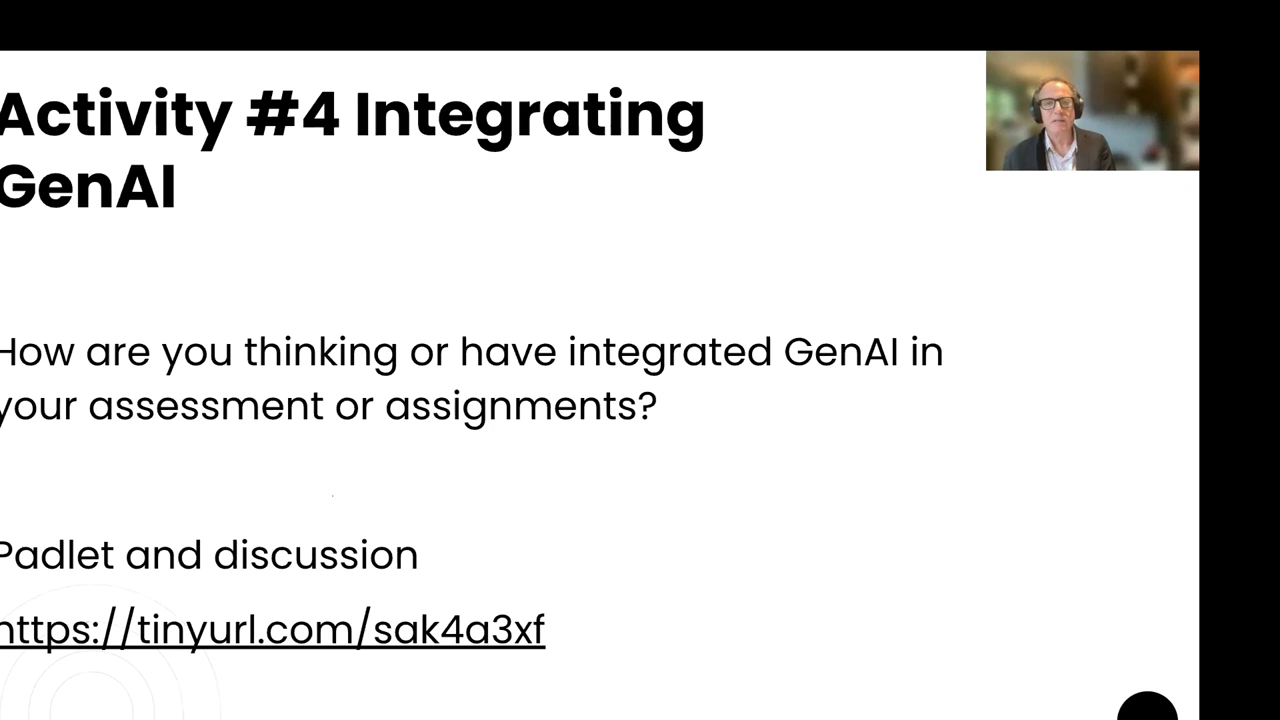 Activity #4 Integrating
GenAI
How are you thinking or have integrated GenAI in
your assessment or assignments?
Padlet and discussion
https://tinyurl.com/sak4a3xf